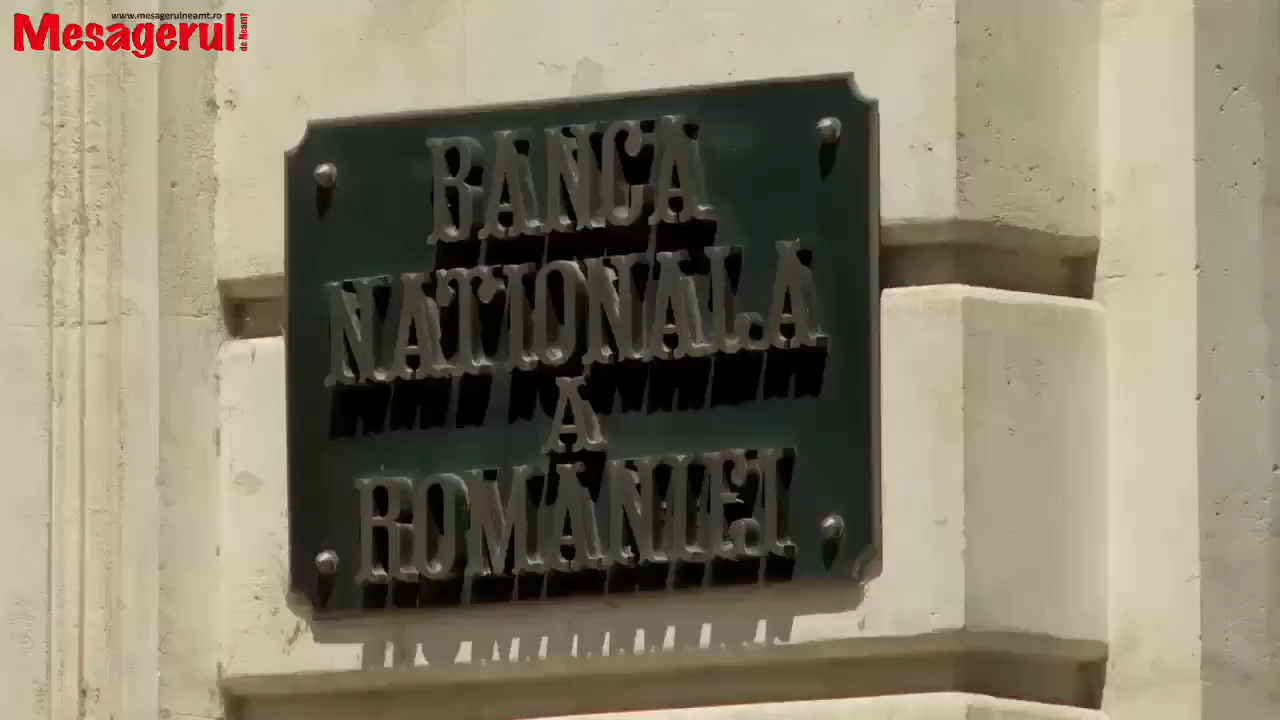 www.mesagerulneamt.ro
Mesagerul
de Neamț
BANCA
NATIONALA
A
ROMANIEI